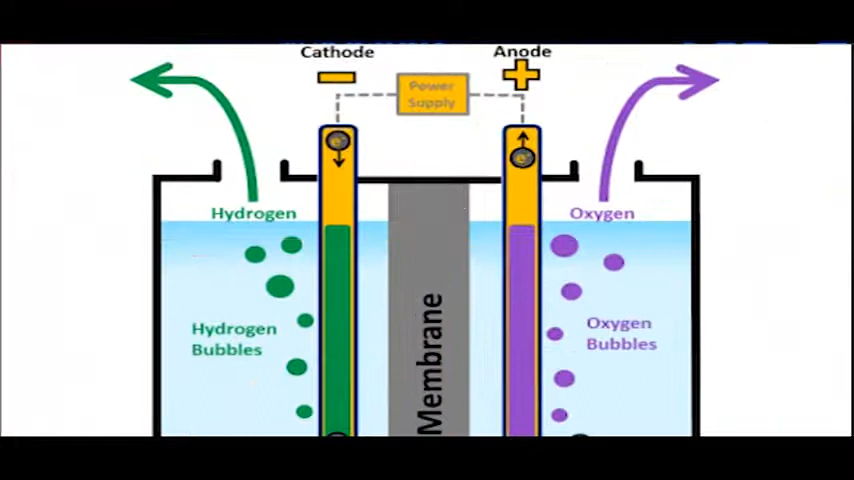 Cathode
Anode
Power
Supply
e-
e-
Hydrogen
Oxygen
Hydrogen
Bubbles
Oxygen
Bubbles
Membrane